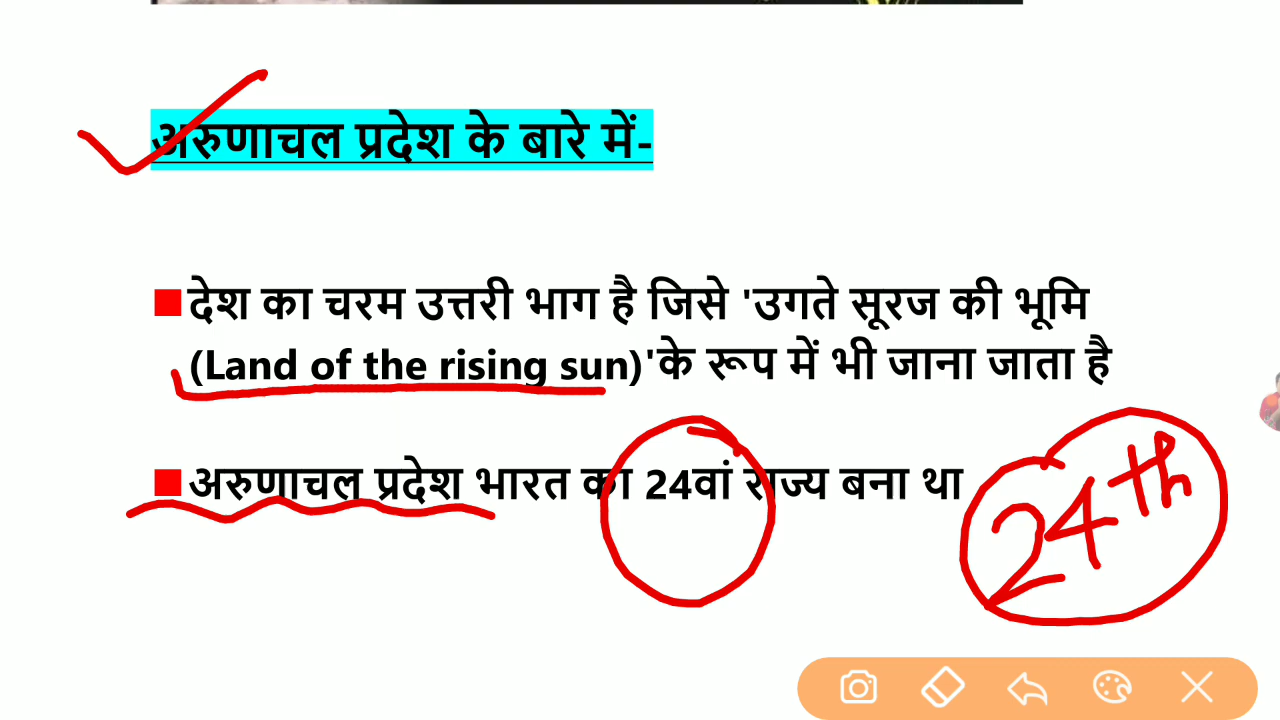 अरुणाचल प्रदेश के बारे में-
देश का चरम उत्तरी भाग है जिसे 'उगते सूरज की भूमि
(Land of the rising sun)'के रूप में भी जाना जाता है
अरुणाचल प्रदेश भारत का 24वां राज्य बना था
24th